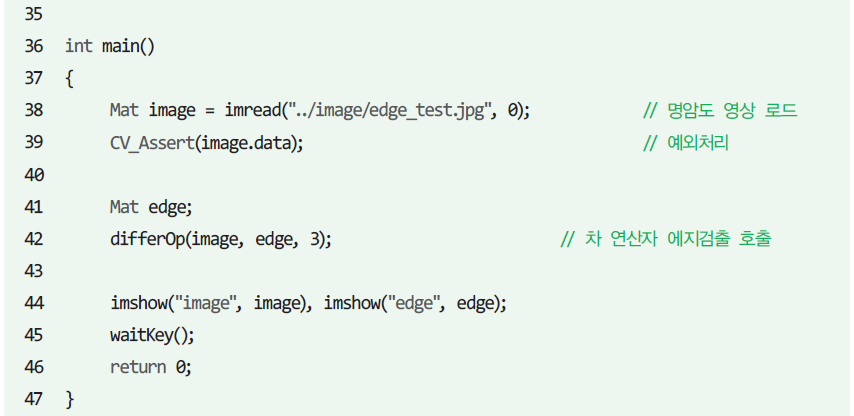 35
36 int main()
37 {
38 Mat image = imread("../image/edge_test.jpg", 0); // 명암도 영상 로드
39 CV_Assert(image.data); // 예외처리
40
41 Mat edge;
42 differOp(image, edge, 3); // 차 연산자 에지검출 호출
43
44 imshow("image", image), imshow("edge", edge);
45 waitKey();
46 return 0;
47 }